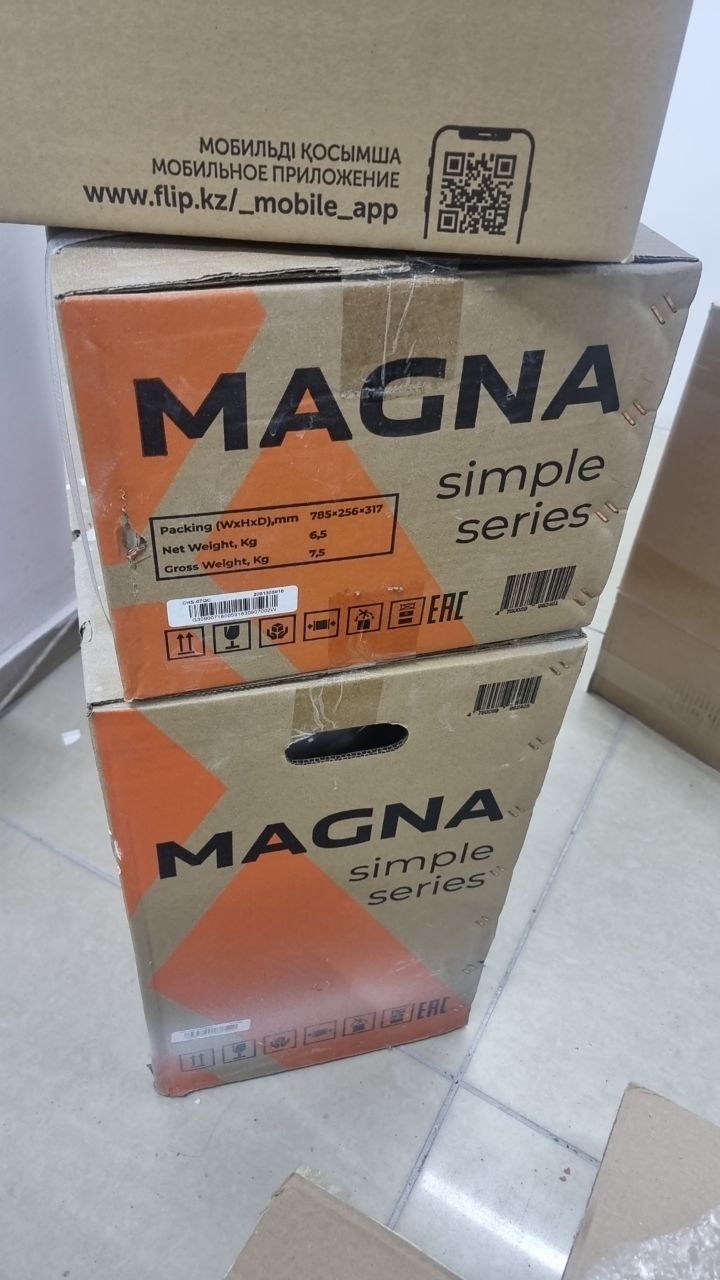 МОБИЛЬДІ ҚОСЫМША
МОБИЛЬНОЕ ПРИЛОЖЕНИЕ
www.flip.kz/_mobile_app
MAGNA
simple
series
Packing (WxHxD),mm 785×256×317
Net Weight, Kg 6,5
Gross Weight, Kg 7,5
EAC
MAGNA
simple
series
EAC